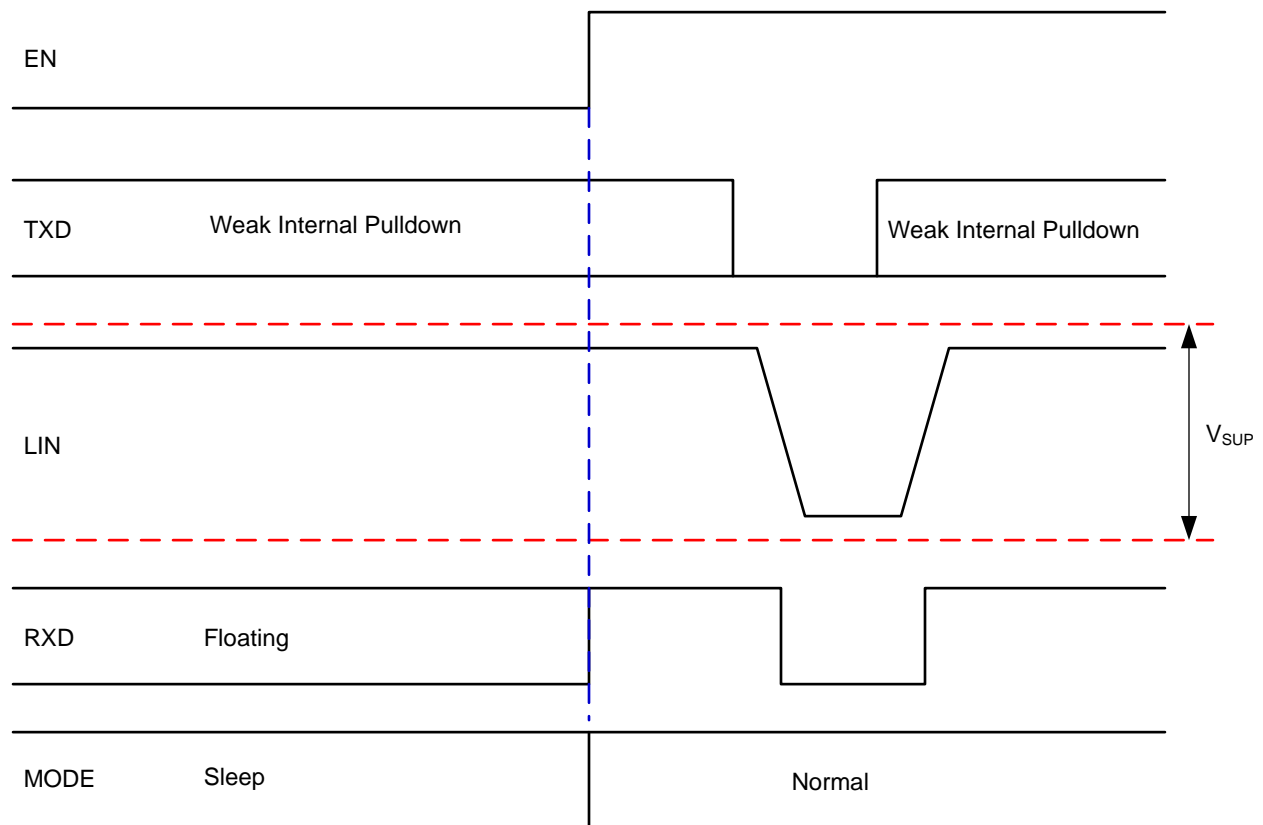 EN
TXD Weak Internal Pulldown Weak Internal Pulldown
LIN VSUP
RXD Floating
MODE Sleep Normal